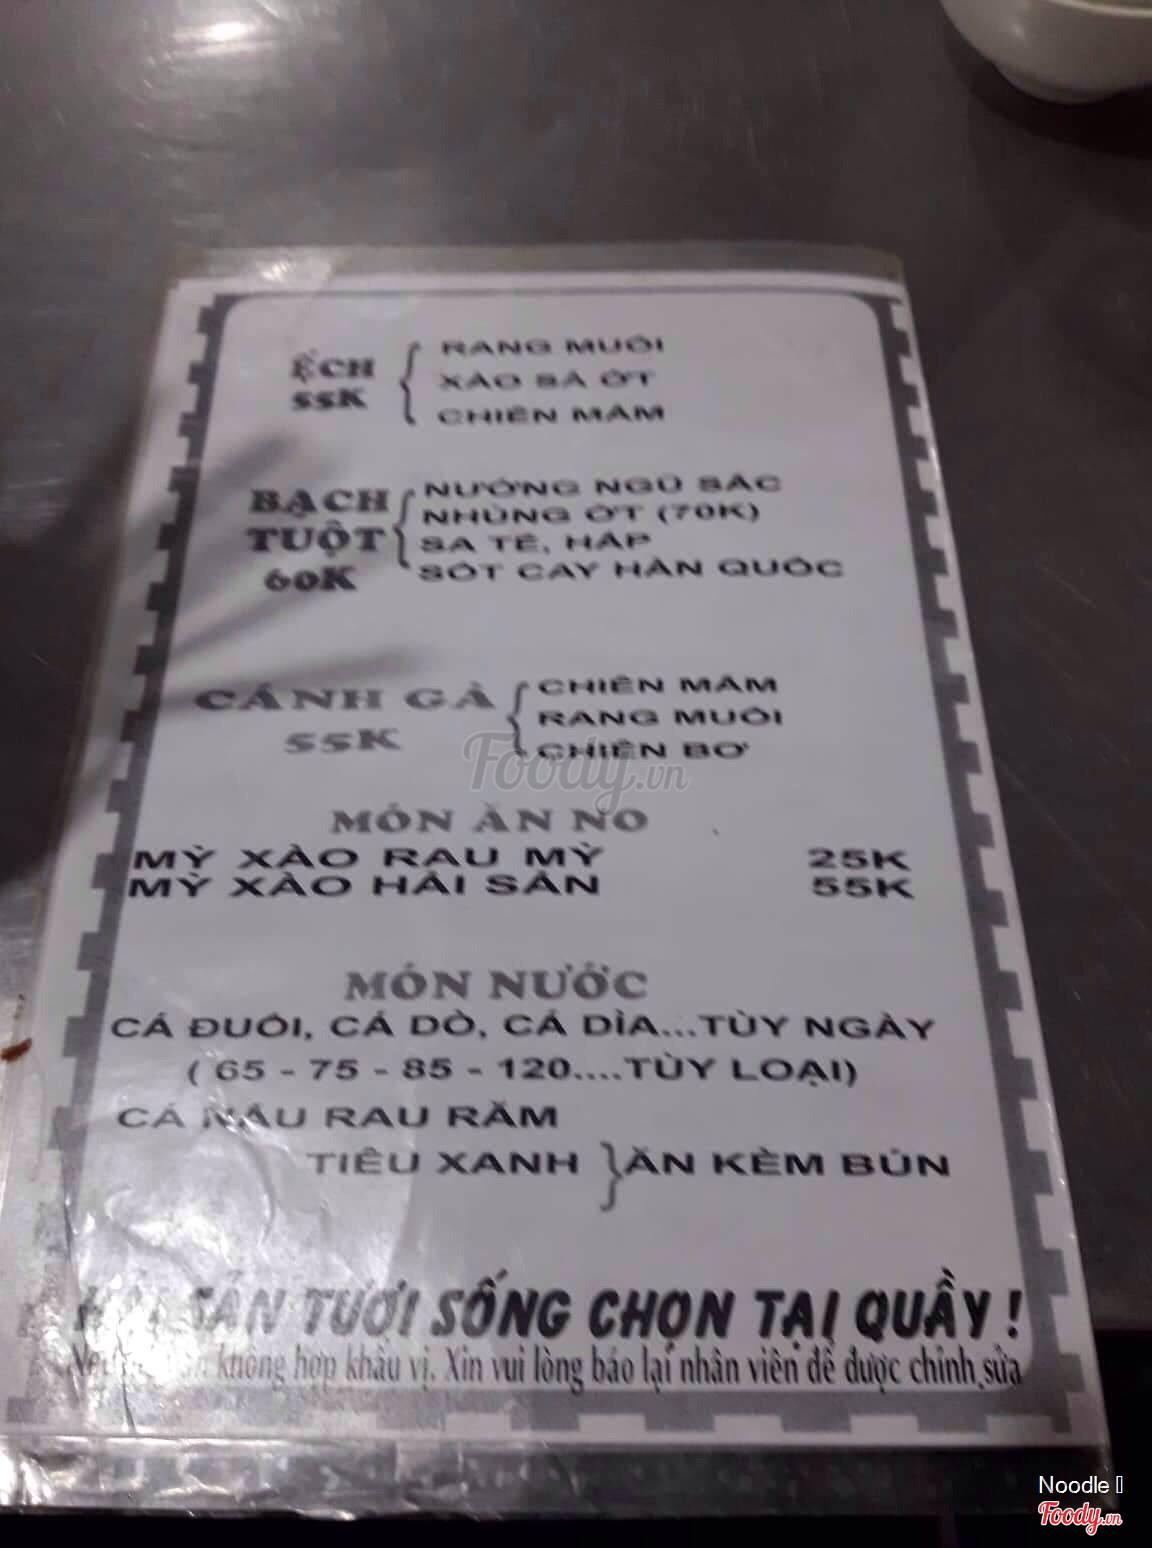 ẾCH
55K
RANG MUỐI
XÀO SẢ ỚT
CHIÊN MẮM
BẠCH
TUỘT
60K
NƯỚNG NGŨ SẮC
NHÚNG ỚT (70K)
SA TẾ, HẤP
SỐT CAY HÀN QUỐC
CÁNH GÀ
55K
CHIÊN MẮM
RANG MUỐI
CHIÊN BƠ
Foody.vn
MÓN ĂN NO
MỲ XÀO RAU MỲ 25K
MỲ XÀO HẢI SẢN 55K
MÓN NƯỚC
CÁ ĐUỐI, CÁ DÒ, CÁ DÌA...TÙY NGÀY
( 65 - 75 - 85 - 120....TÙY LOẠI)
CÁ NẤU RAU RĂM
TIÊU XANH } ĂN KÈM BÚN
HẢI SẢN TƯƠI SỐNG CHỌN TẠI QUẦY !
không hợp khẩu vị. Xin vui lòng báo lại nhân viên để được chỉnh sửa
Noodle
Foody.vn